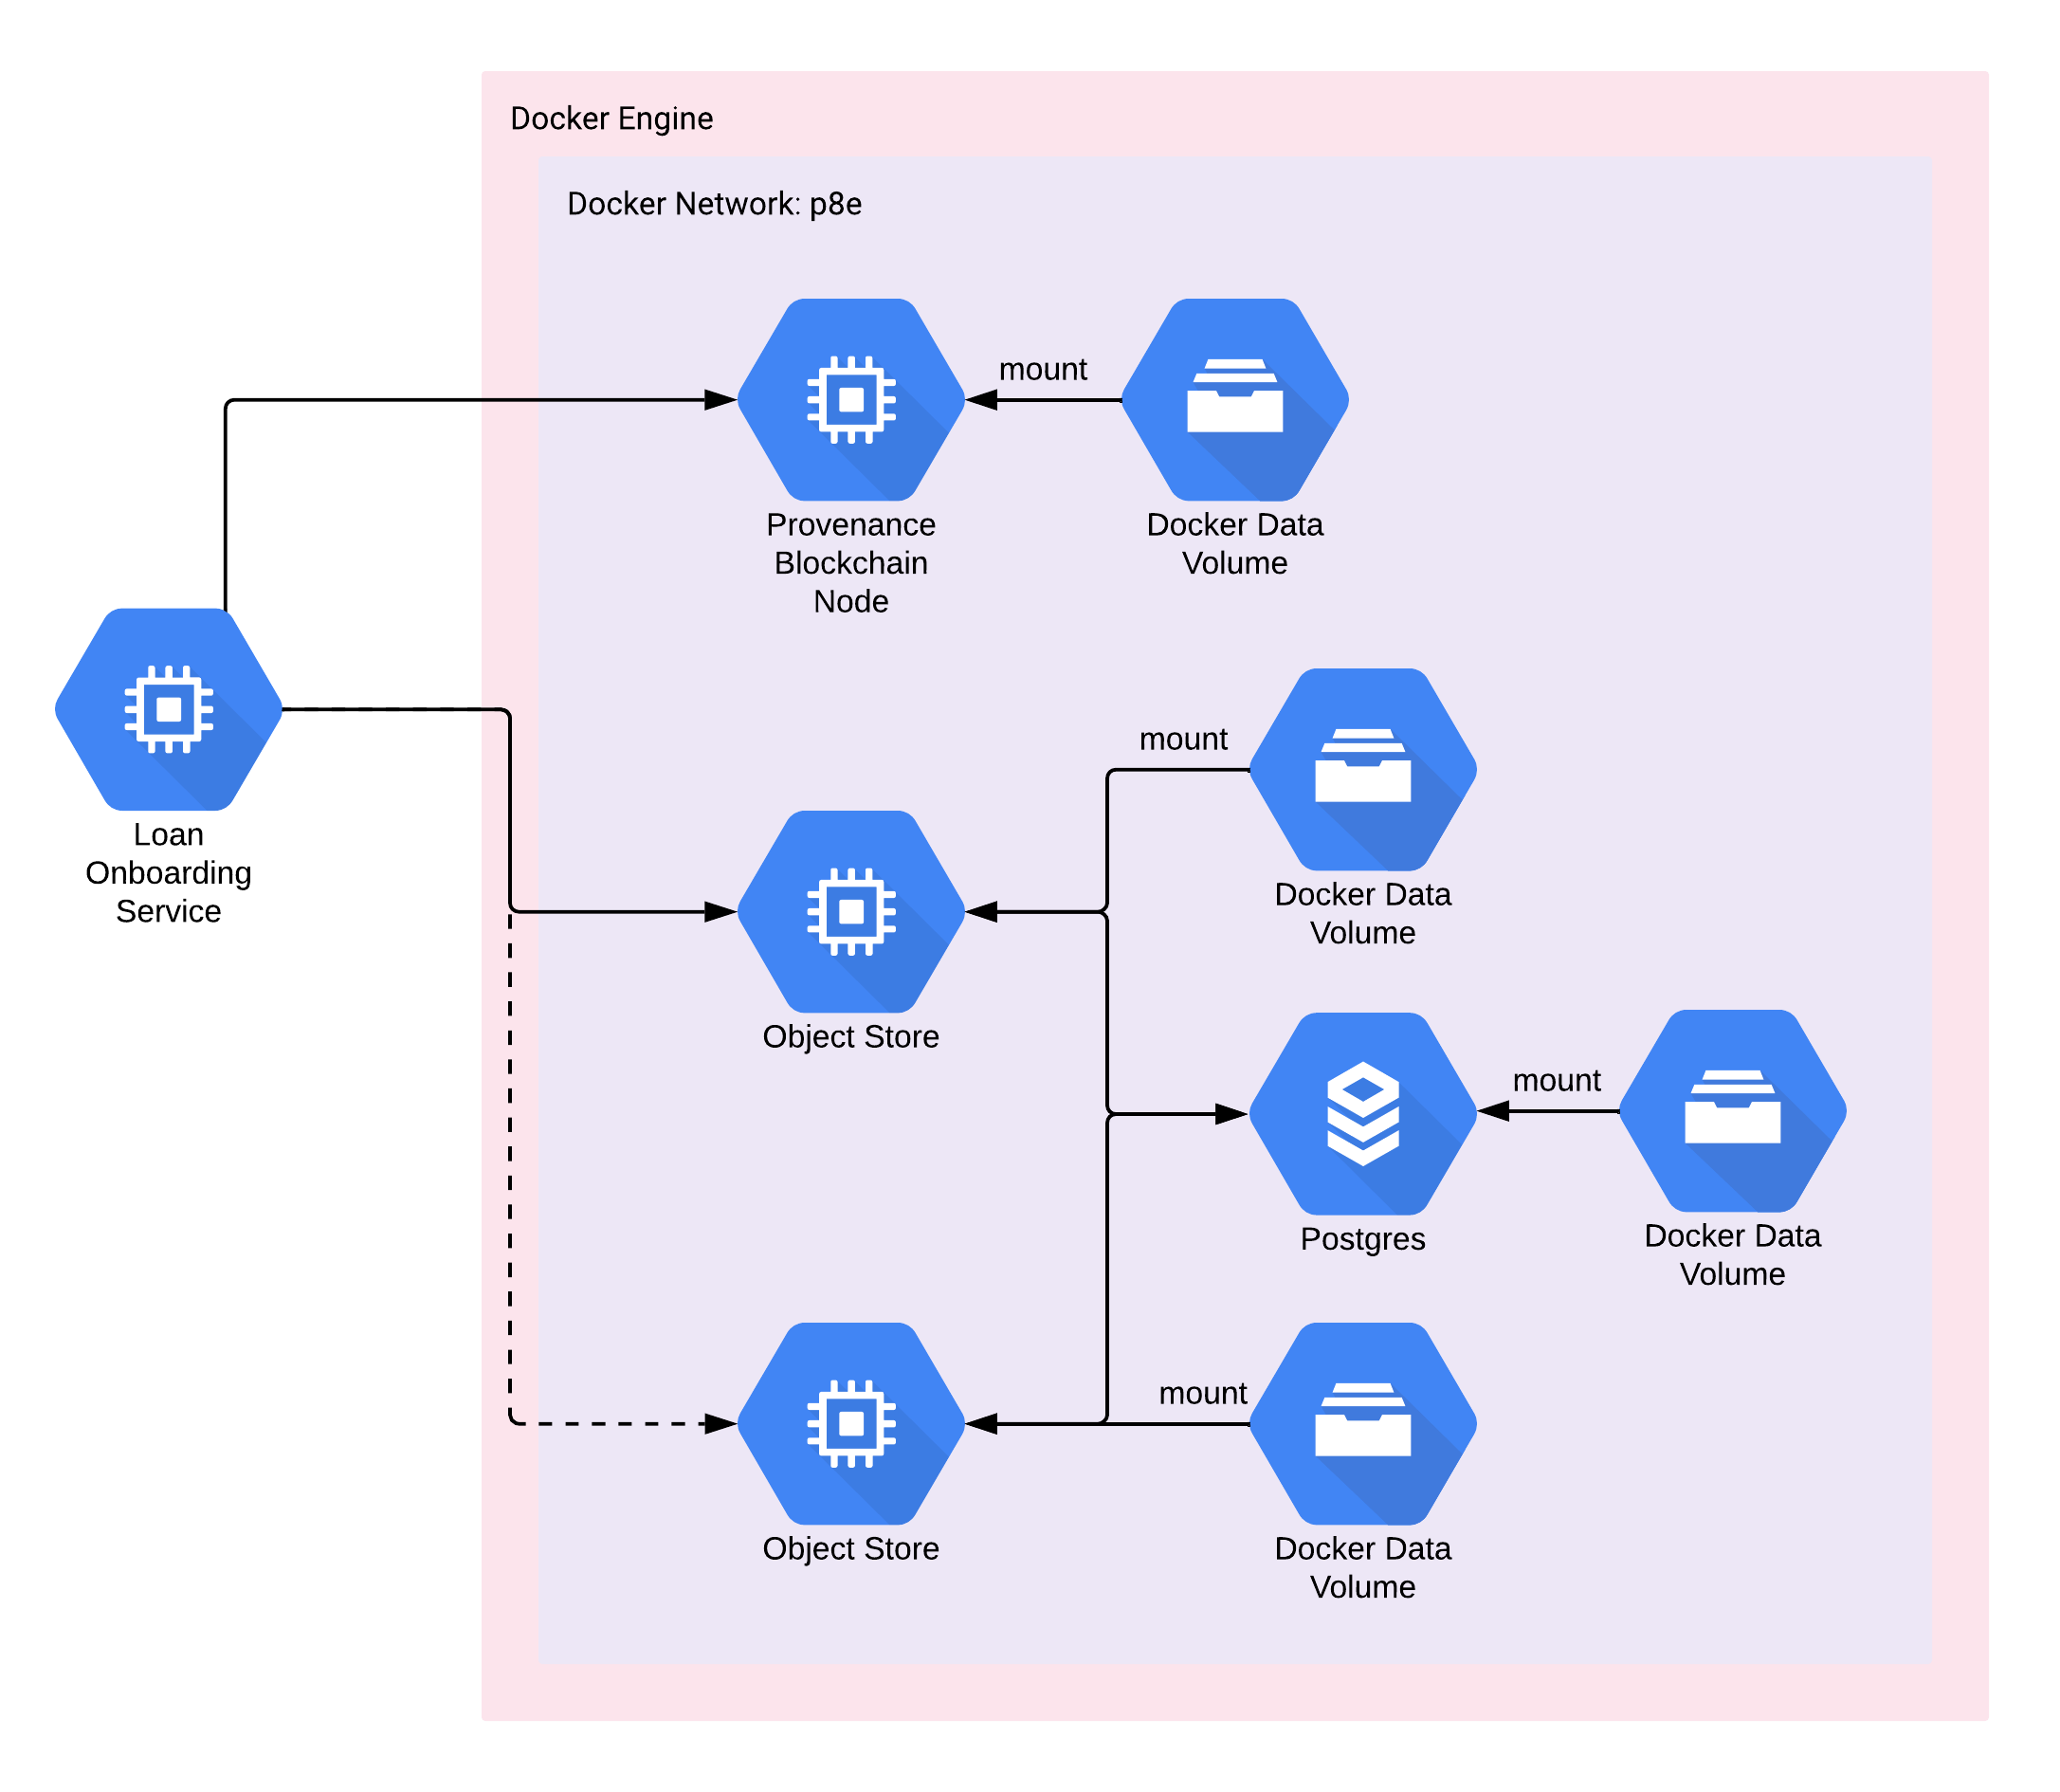 Docker Engine
Docker Network: p8e
mount
Provenance
Blockchain
Node
Docker Data
Volume
Loan
Onboarding
Service
mount
Docker Data
Volume
Object Store
mount
Postgres
Docker Data
Volume
mount
Object Store
Docker Data
Volume